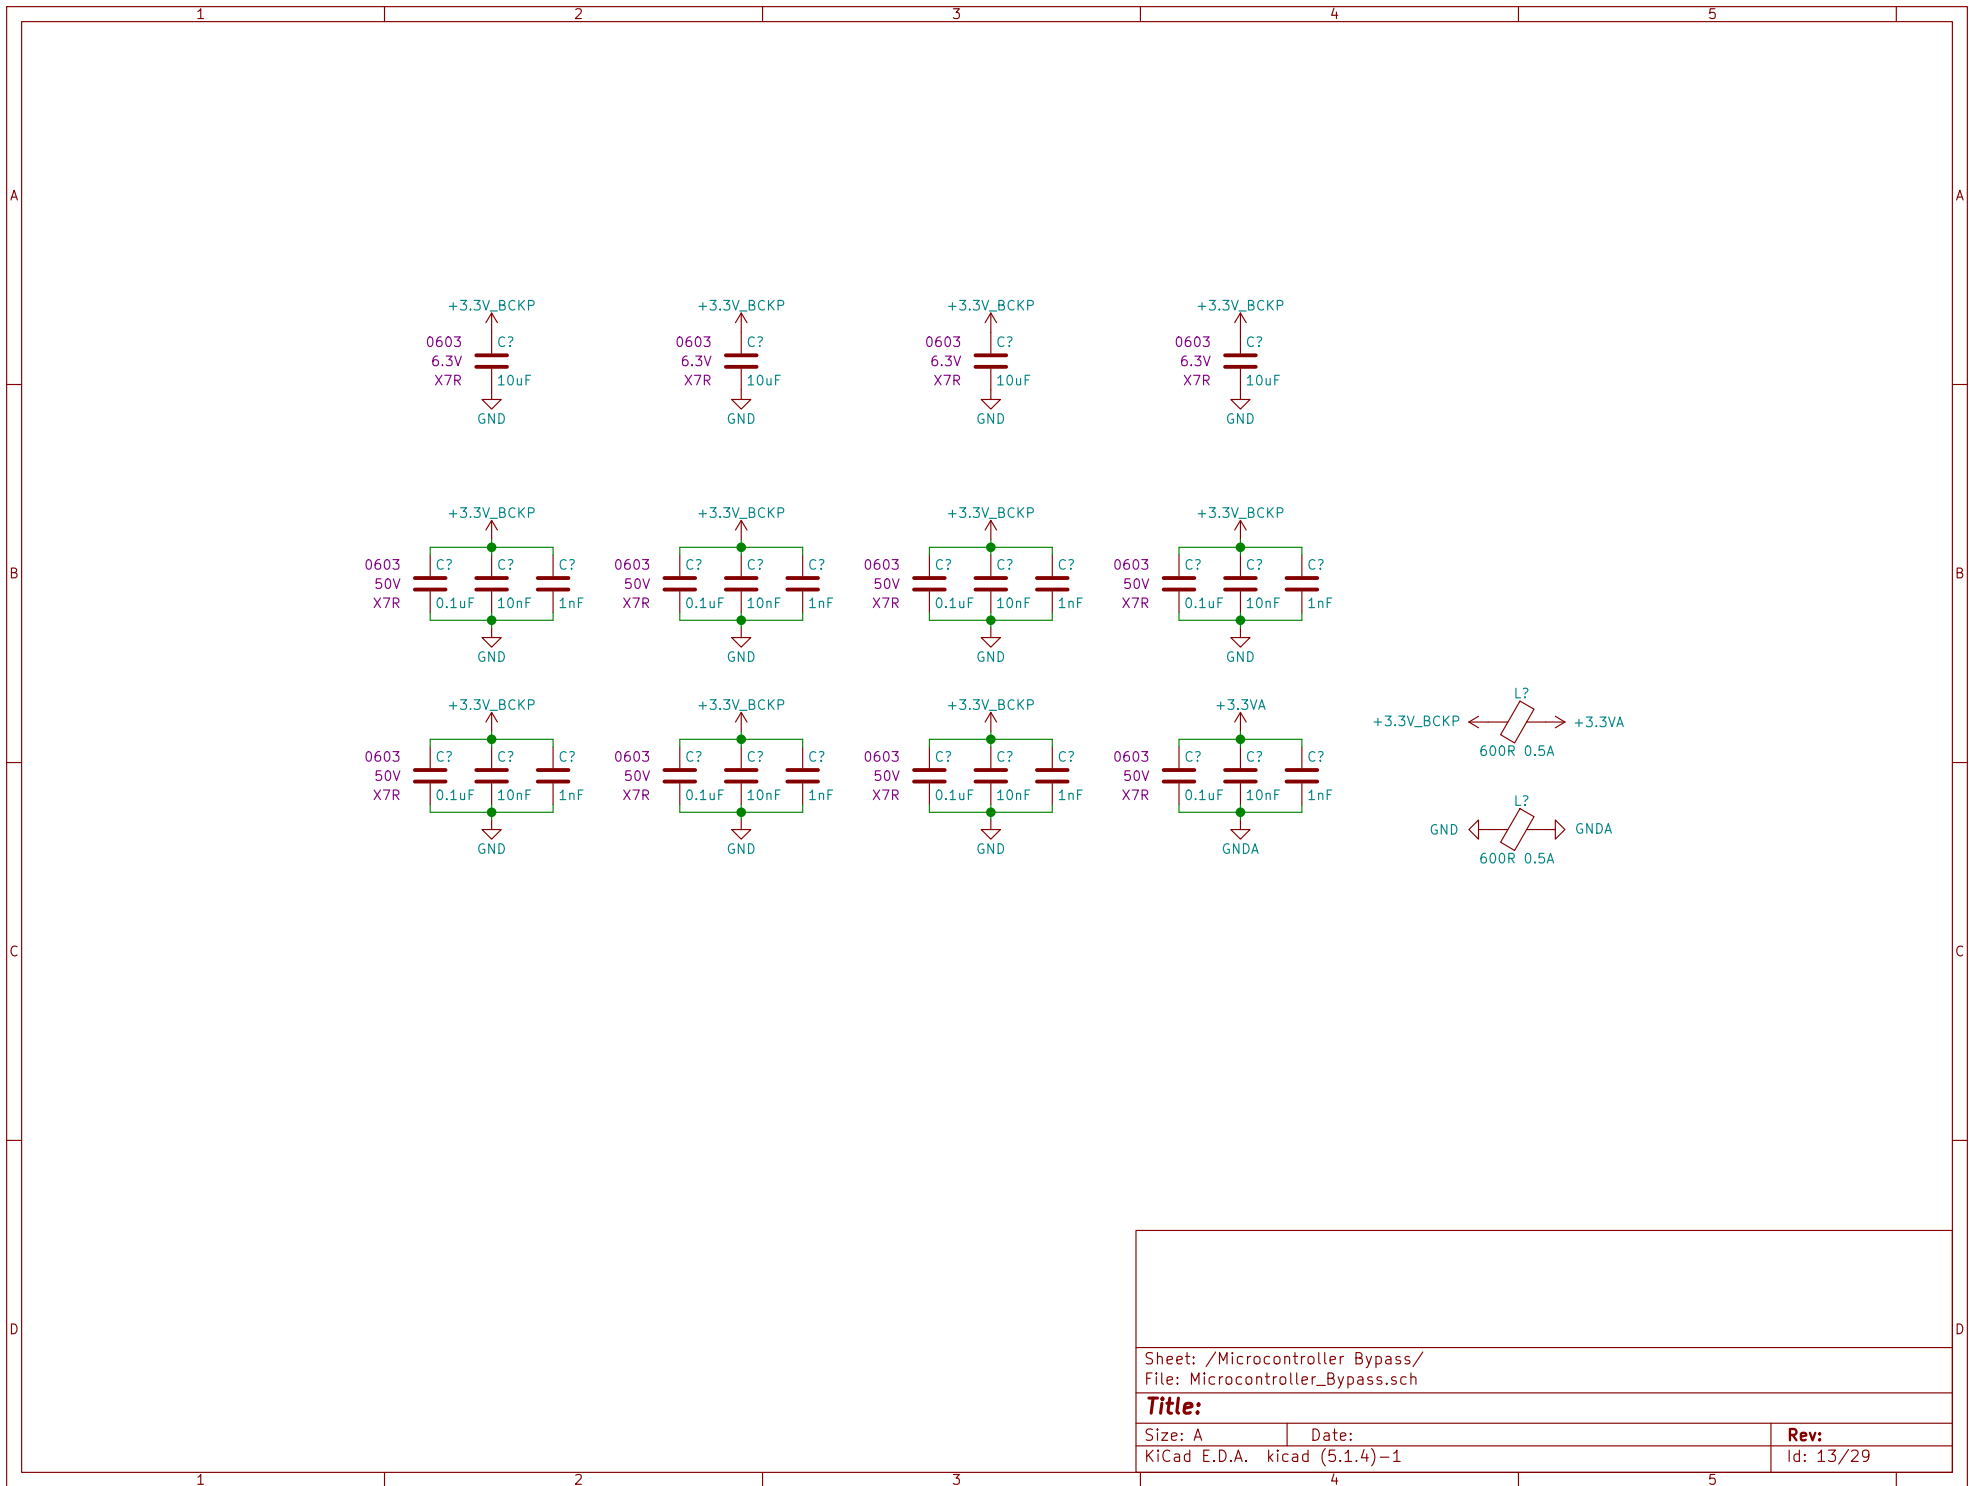 1 2 3 4 5
A A
+3.3V_BCKP +3.3V_BCKP +3.3V_BCKP +3.3V_BCKP
0603 C? 0603 C? 0603 C? 0603 C?
6.3V 6.3V 6.3V 6.3V
X7R 10uF X7R 10uF X7R 10uF X7R 10uF
GND GND GND GND
+3.3V_BCKP +3.3V_BCKP +3.3V_BCKP +3.3V_BCKP
0603 C? C? C? 0603 C? C? C? 0603 C? C? C? 0603 C? C? C?
B B
50V 50V 50V 50V
X7R 0.1uF 10nF 1nF X7R 0.1uF 10nF 1nF X7R 0.1uF 10nF 1nF X7R 0.1uF 10nF 1nF
GND GND GND GND
L?
+3.3V_BCKP +3.3V_BCKP +3.3V_BCKP +3.3VA
+3.3V_BCKP +3.3VA
600R 0.5A
0603 C? C? C? 0603 C? C? C? 0603 C? C? C? 0603 C? C? C?
50V 50V 50V 50V
X7R 0.1uF 10nF 1nF X7R 0.1uF 10nF 1nF X7R 0.1uF 10nF 1nF X7R 0.1uF 10nF 1nF
L?
GND GNDA
GND GND GND GNDA
600R 0.5A
C C
D D
Sheet: /Microcontroller Bypass/
File: Microcontroller_Bypass.sch
Title:
Size: A Date: Rev:
KiCad E.D.A. kicad (5.1.4)-1 Id: 13/29
1 2 3 4 5